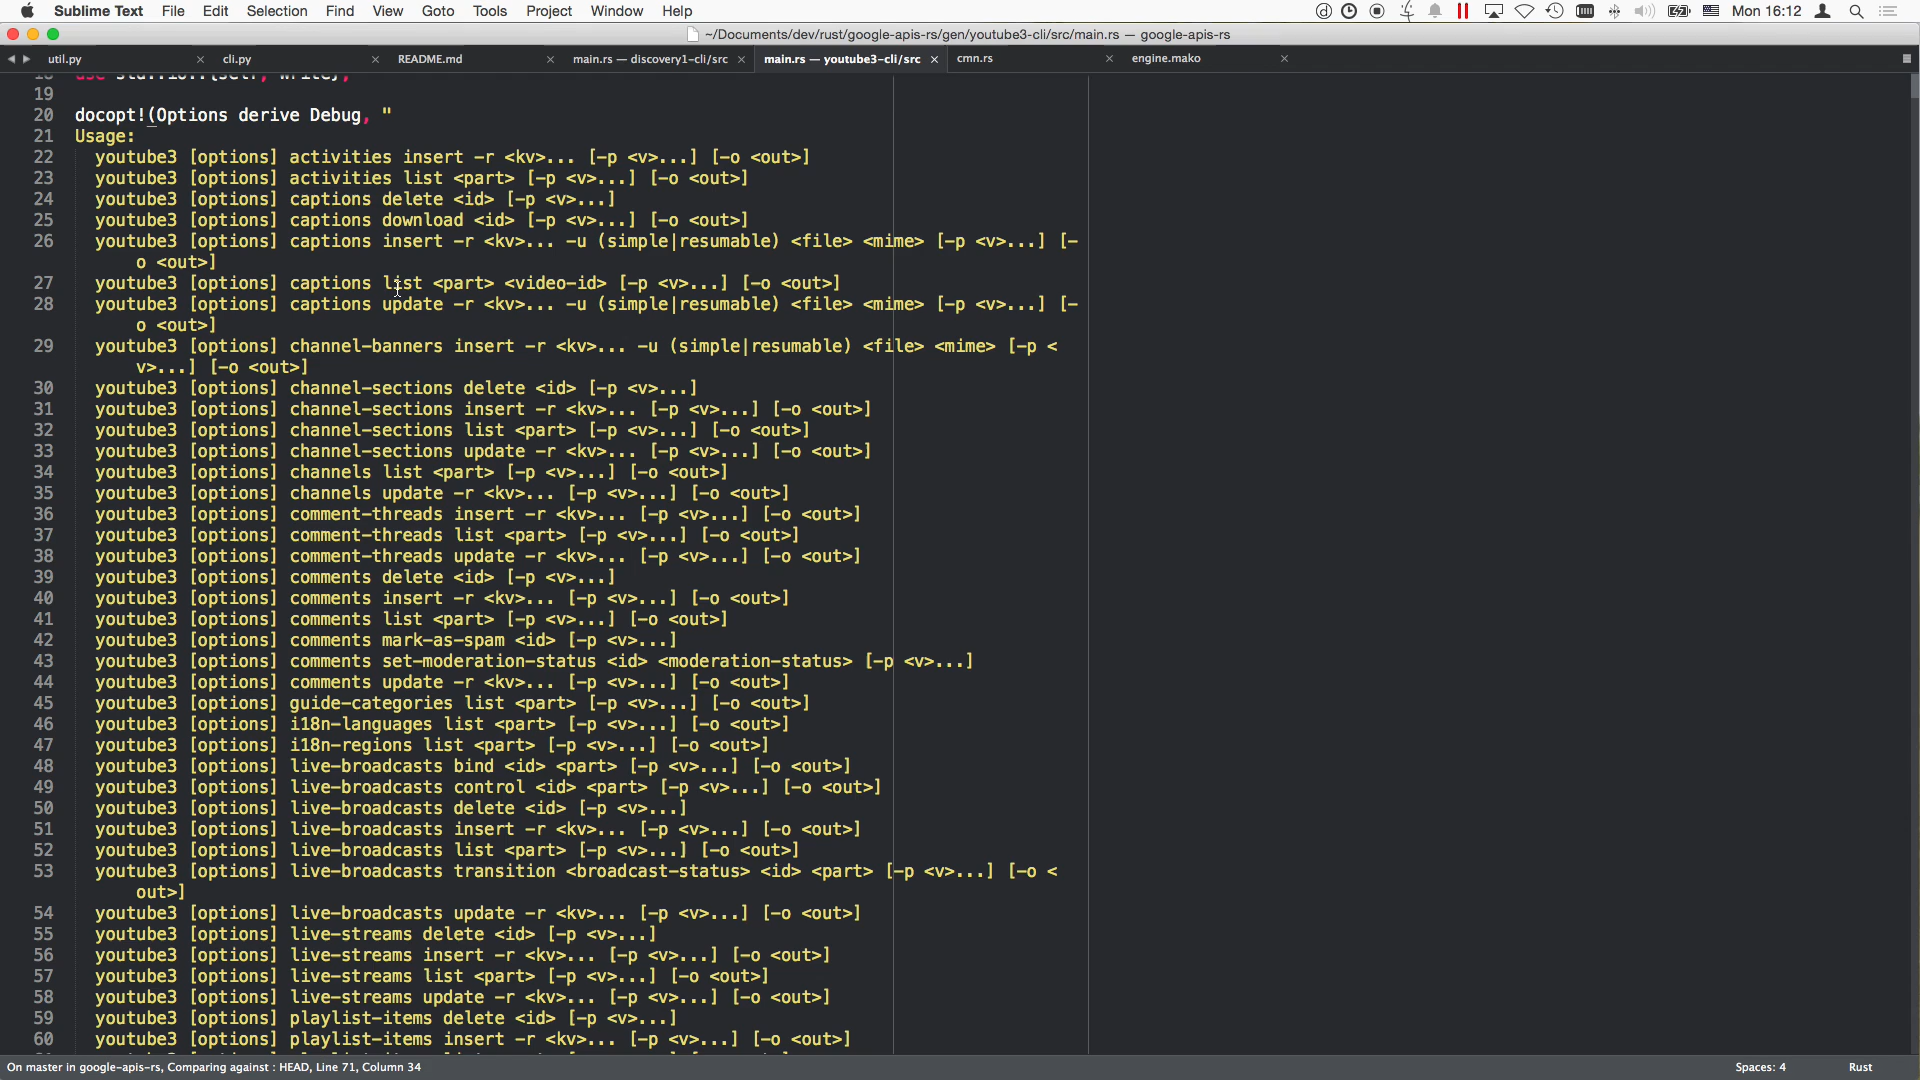 Sublime Text File Edit Selection Find View Goto Tools Project Window Help Mon 16:12
~/Documents/dev/rust/google-apis-rs/gen/youtube3-cli/src/main.rs — google-apis-rs
util.py × cli.py × README.md × main.rs — discovery1-cli/src × main.rs — youtube3-cli/src × cmn.rs × engine.mako ×
19
20 docopt!(Options derive Debug, "
21 Usage:
22 youtube3 [options] activities insert -r <kv>... [-p <v>...] [-o <out>]
23 youtube3 [options] activities list <part> [-p <v>...] [-o <out>]
24 youtube3 [options] captions delete <id> [-p <v>...]
25 youtube3 [options] captions download <id> [-p <v>...] [-o <out>]
26 youtube3 [options] captions insert -r <kv>... -u (simple|resumable) <file> <mime> [-p <v>...] [-
o <out>]
27 youtube3 [options] captions list <part> <video-id> [-p <v>...] [-o <out>]
28 youtube3 [options] captions update -r <kv>... -u (simple|resumable) <file> <mime> [-p <v>...] [-
o <out>]
29 youtube3 [options] channel-banners insert -r <kv>... -u (simple|resumable) <file> <mime> [-p <
v>...] [-o <out>]
30 youtube3 [options] channel-sections delete <id> [-p <v>...]
31 youtube3 [options] channel-sections insert -r <kv>... [-p <v>...] [-o <out>]
32 youtube3 [options] channel-sections list <part> [-p <v>...] [-o <out>]
33 youtube3 [options] channel-sections update -r <kv>... [-p <v>...] [-o <out>]
34 youtube3 [options] channels list <part> [-p <v>...] [-o <out>]
35 youtube3 [options] channels update -r <kv>... [-p <v>...] [-o <out>]
36 youtube3 [options] comment-threads insert -r <kv>... [-p <v>...] [-o <out>]
37 youtube3 [options] comment-threads list <part> [-p <v>...] [-o <out>]
38 youtube3 [options] comment-threads update -r <kv>... [-p <v>...] [-o <out>]
39 youtube3 [options] comments delete <id> [-p <v>...]
40 youtube3 [options] comments insert -r <kv>... [-p <v>...] [-o <out>]
41 youtube3 [options] comments list <part> [-p <v>...] [-o <out>]
42 youtube3 [options] comments mark-as-spam <id> [-p <v>...]
43 youtube3 [options] comments set-moderation-status <id> <moderation-status> [-p <v>...]
44 youtube3 [options] comments update -r <kv>... [-p <v>...] [-o <out>]
45 youtube3 [options] guide-categories list <part> [-p <v>...] [-o <out>]
46 youtube3 [options] i18n-languages list <part> [-p <v>...] [-o <out>]
47 youtube3 [options] i18n-regions list <part> [-p <v>...] [-o <out>]
48 youtube3 [options] live-broadcasts bind <id> <part> [-p <v>...] [-o <out>]
49 youtube3 [options] live-broadcasts control <id> <part> [-p <v>...] [-o <out>]
50 youtube3 [options] live-broadcasts delete <id> [-p <v>...]
51 youtube3 [options] live-broadcasts insert -r <kv>... [-p <v>...] [-o <out>]
52 youtube3 [options] live-broadcasts list <part> [-p <v>...] [-o <out>]
53 youtube3 [options] live-broadcasts transition <broadcast-status> <id> <part> [-p <v>...] [-o <
out>]
54 youtube3 [options] live-broadcasts update -r <kv>... [-p <v>...] [-o <out>]
55 youtube3 [options] live-streams delete <id> [-p <v>...]
56 youtube3 [options] live-streams insert -r <kv>... [-p <v>...] [-o <out>]
57 youtube3 [options] live-streams list <part> [-p <v>...] [-o <out>]
58 youtube3 [options] live-streams update -r <kv>... [-p <v>...] [-o <out>]
59 youtube3 [options] playlist-items delete <id> [-p <v>...]
60 youtube3 [options] playlist-items insert -r <kv>... [-p <v>...] [-o <out>]
On master in google-apis-rs, Comparing against : HEAD, Line 71, Column 34 Spaces: 4 Rust